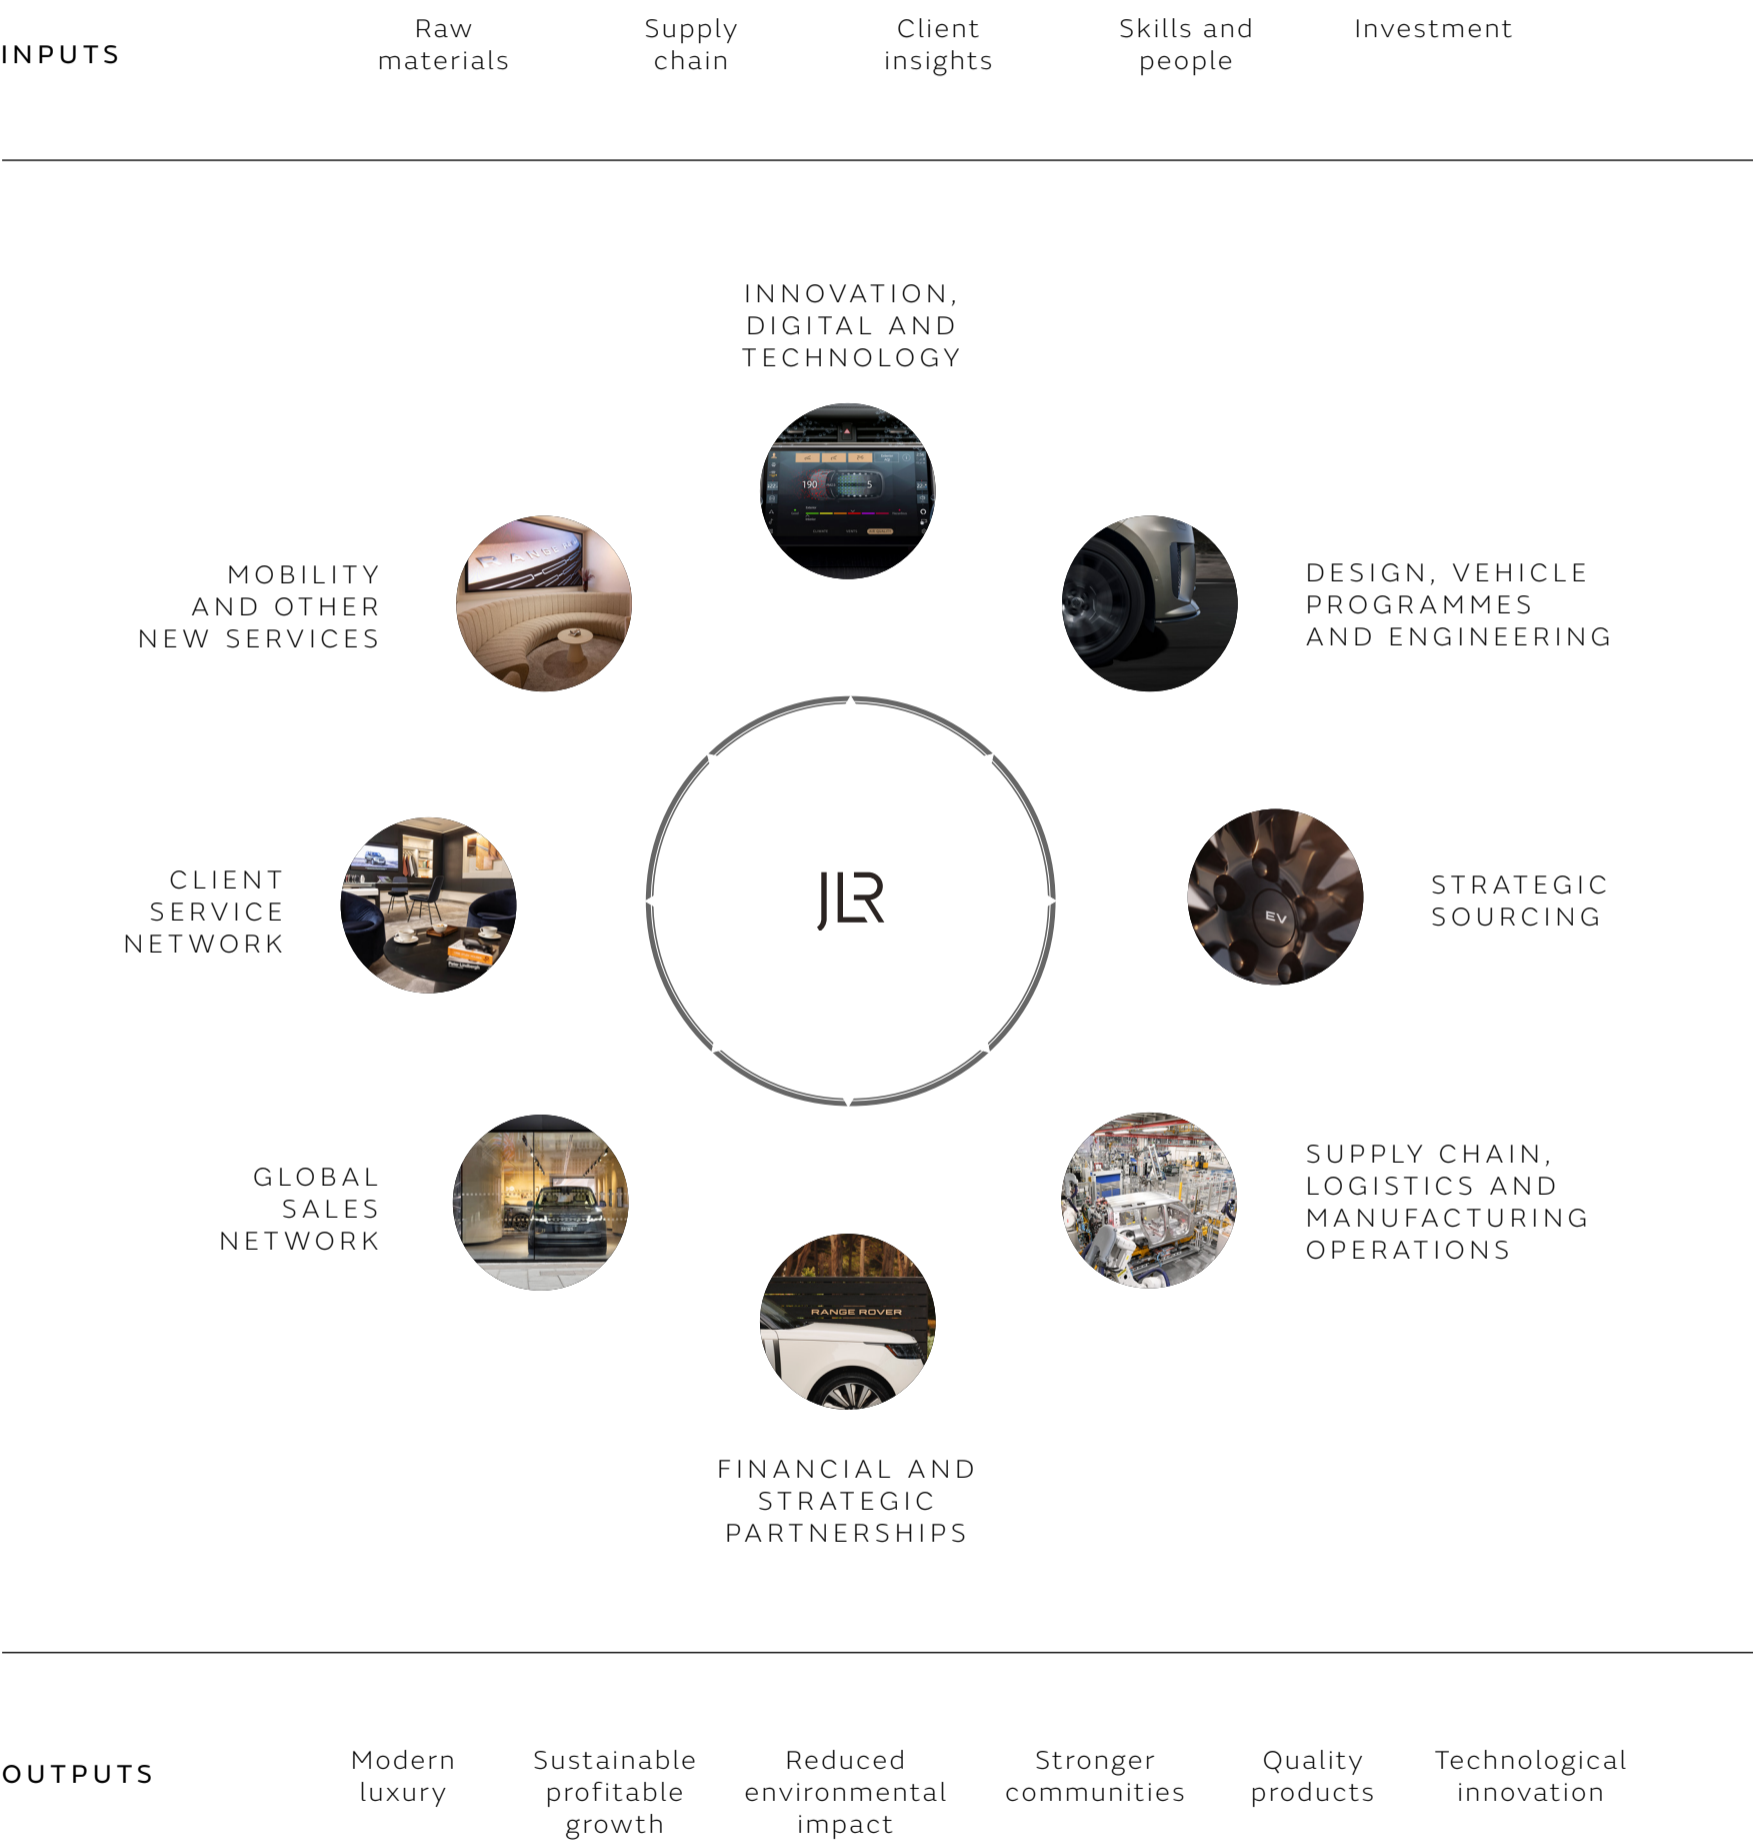 INPUTS
Raw
materials
Supply
chain
Client
insights
Skills and
people
Investment
INNOVATION,
DIGITAL AND
TECHNOLOGY
190
5
MOBILITY
AND OTHER
NEW SERVICES
DESIGN, VEHICLE
PROGRAMMES
AND ENGINEERING
CLIENT
SERVICE
NETWORK
JLR
EV
STRATEGIC
SOURCING
GLOBAL
SALES
NETWORK
SUPPLY CHAIN,
LOGISTICS AND
MANUFACTURING
OPERATIONS
RANGE ROVER
FINANCIAL AND
STRATEGIC
PARTNERSHIPS
OUTPUTS
Modern
luxury
Sustainable
profitable
growth
Reduced
environmental
impact
Stronger
communities
Quality
products
Technological
innovation